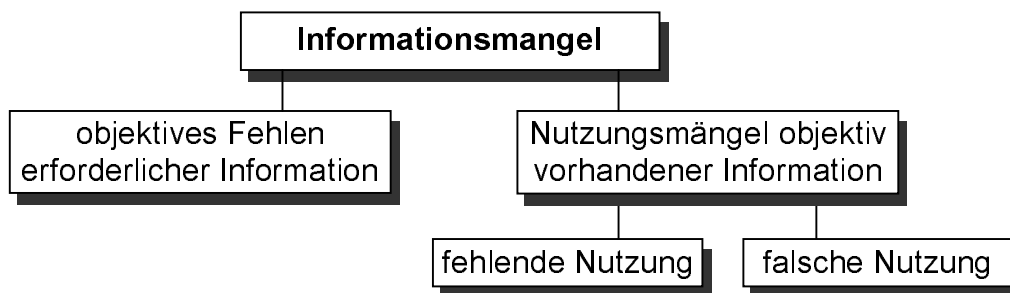 Informationsmangel
objektives Fehlen
erforderlicher Information
Nutzungsmängel objektiv
vorhandener Information
fehlende Nutzung
falsche Nutzung